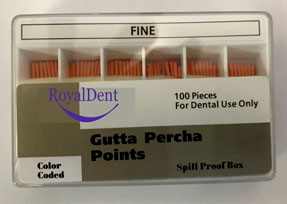 FINE
RoyalDent
100 Pieces
For Dental Use Only
Gutta Percha
Points
Color
Coded
Spill Proof Box